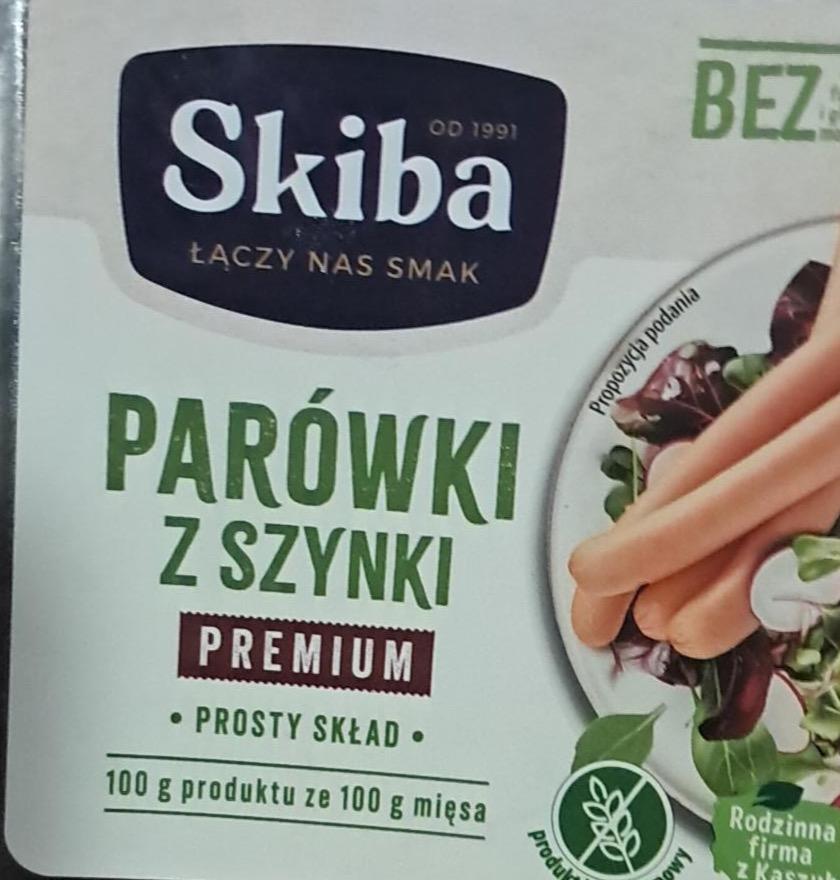 Skiba
OD 1991
ŁĄCZY NAS SMAK
BEZ
Propozycja podania
PARÓWKI
Z SZYNKI
PREMIUM
• PROSTY SKŁAD •
100 g produktu ze 100 g mięsa
Rodzinna
firma